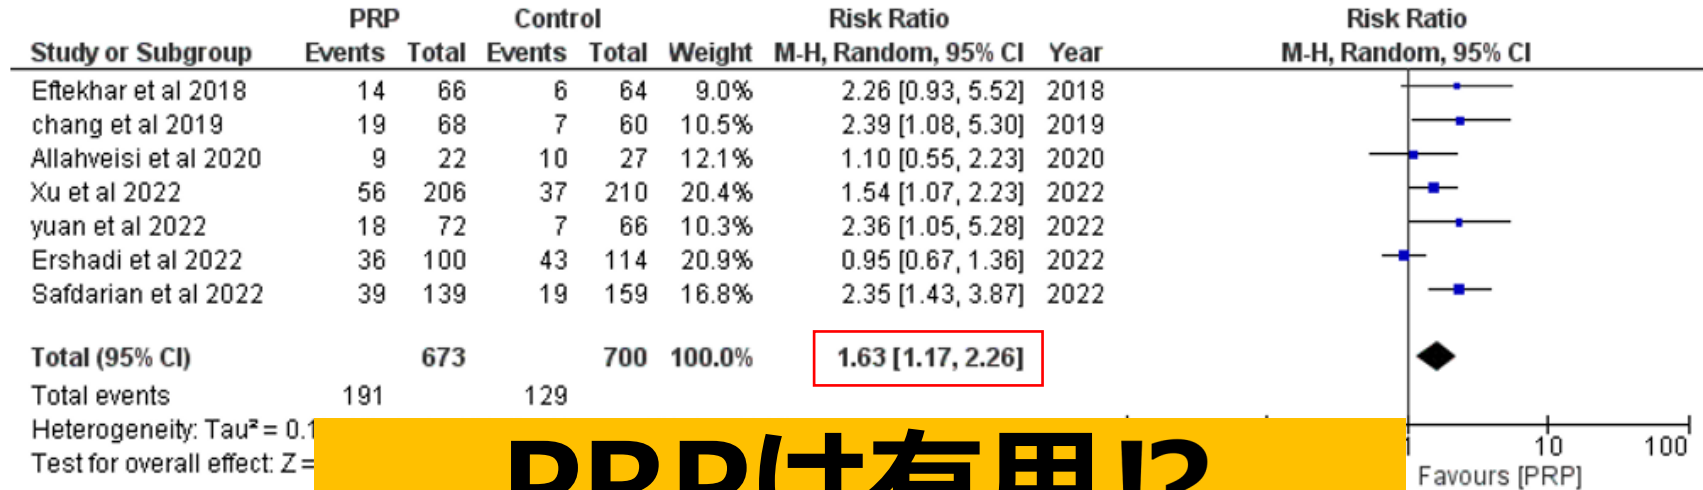 PRP Control Risk Ratio Risk Ratio
Study or Subgroup Events Total Events Total Weight M-H, Random, 95% CI Year M-H, Random, 95% CI
Eftekhar et al 2018 14 66 6 64 9.0% 2.26 [0.93, 5.52] 2018
chang et al 2019 19 68 7 60 10.5% 2.39 [1.08, 5.30] 2019
Allahveisi et al 2020 9 22 10 27 12.1% 1.10 [0.55, 2.23] 2020
Xu et al 2022 56 206 37 210 20.4% 1.54 [1.07, 2.23] 2022
yuan et al 2022 18 72 7 66 10.3% 2.36 [1.05, 5.28] 2022
Ershadi et al 2022 36 100 43 114 20.9% 0.95 [0.67, 1.36] 2022
Safdarian et al 2022 39 139 19 159 16.8% 2.35 [1.43, 3.87] 2022
Total (95% CI) 673 700 100.0% 1.63 [1.17, 2.26]
Total events 191 129
Heterogeneity: Tau² = 0.1
1 10 100
Test for overall effect: Z =
Favours [PRP]
PRPは有用!?